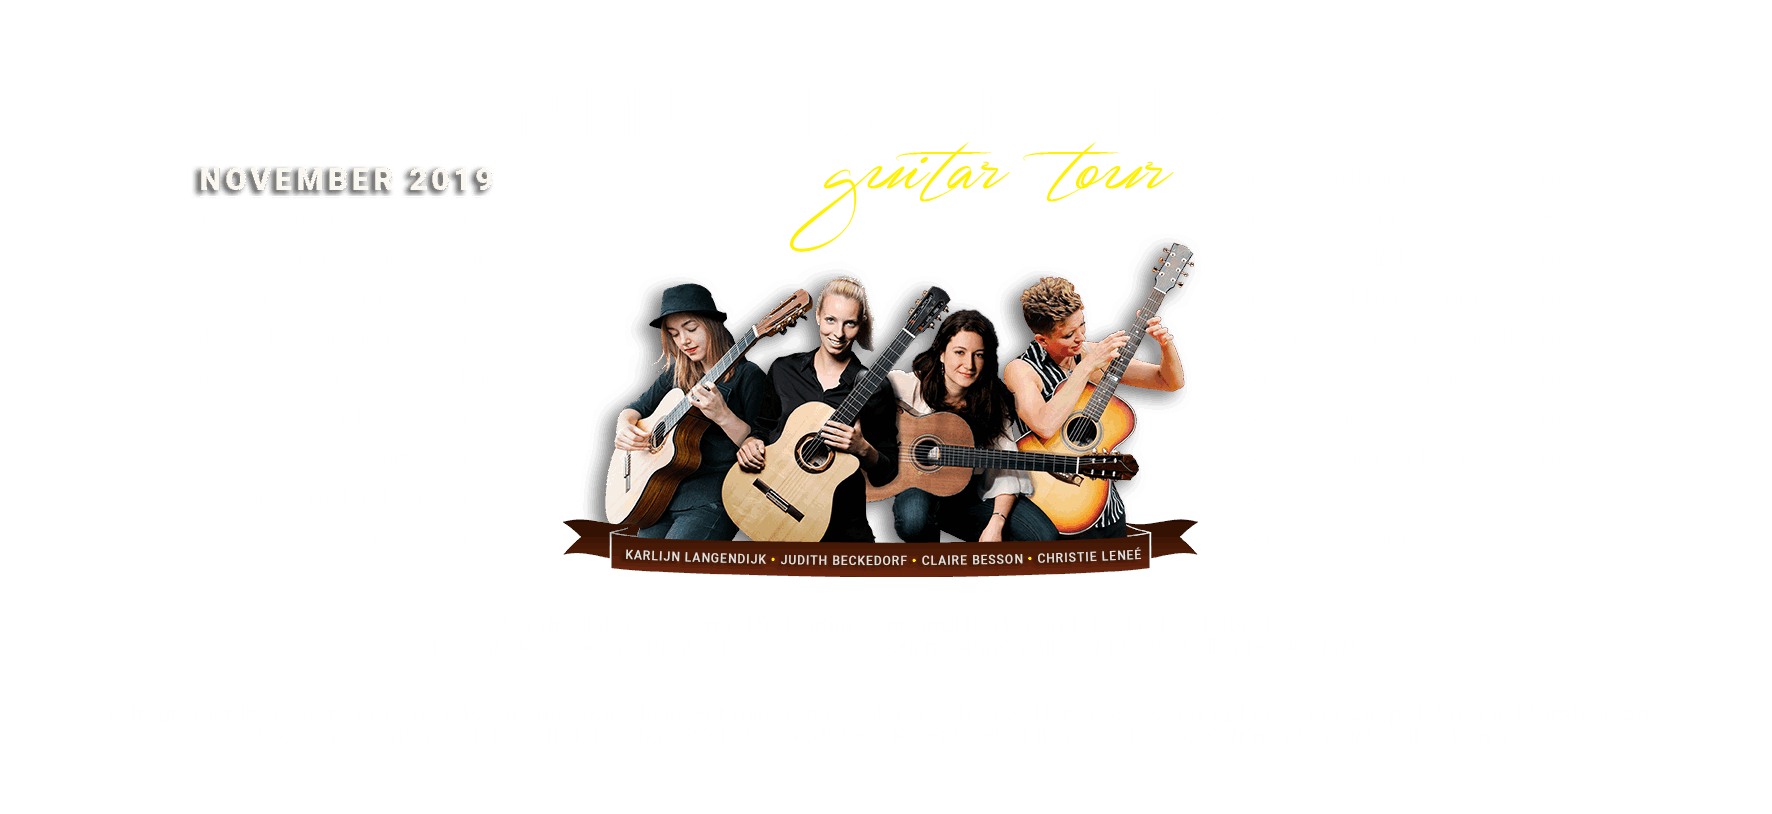 NOVEMBER 2019
guitar tour
KARLIJN LANGENDIJK • JUDITH BECKEDORF • CLAIRE BESSON • CHRISTIE LENEÉ